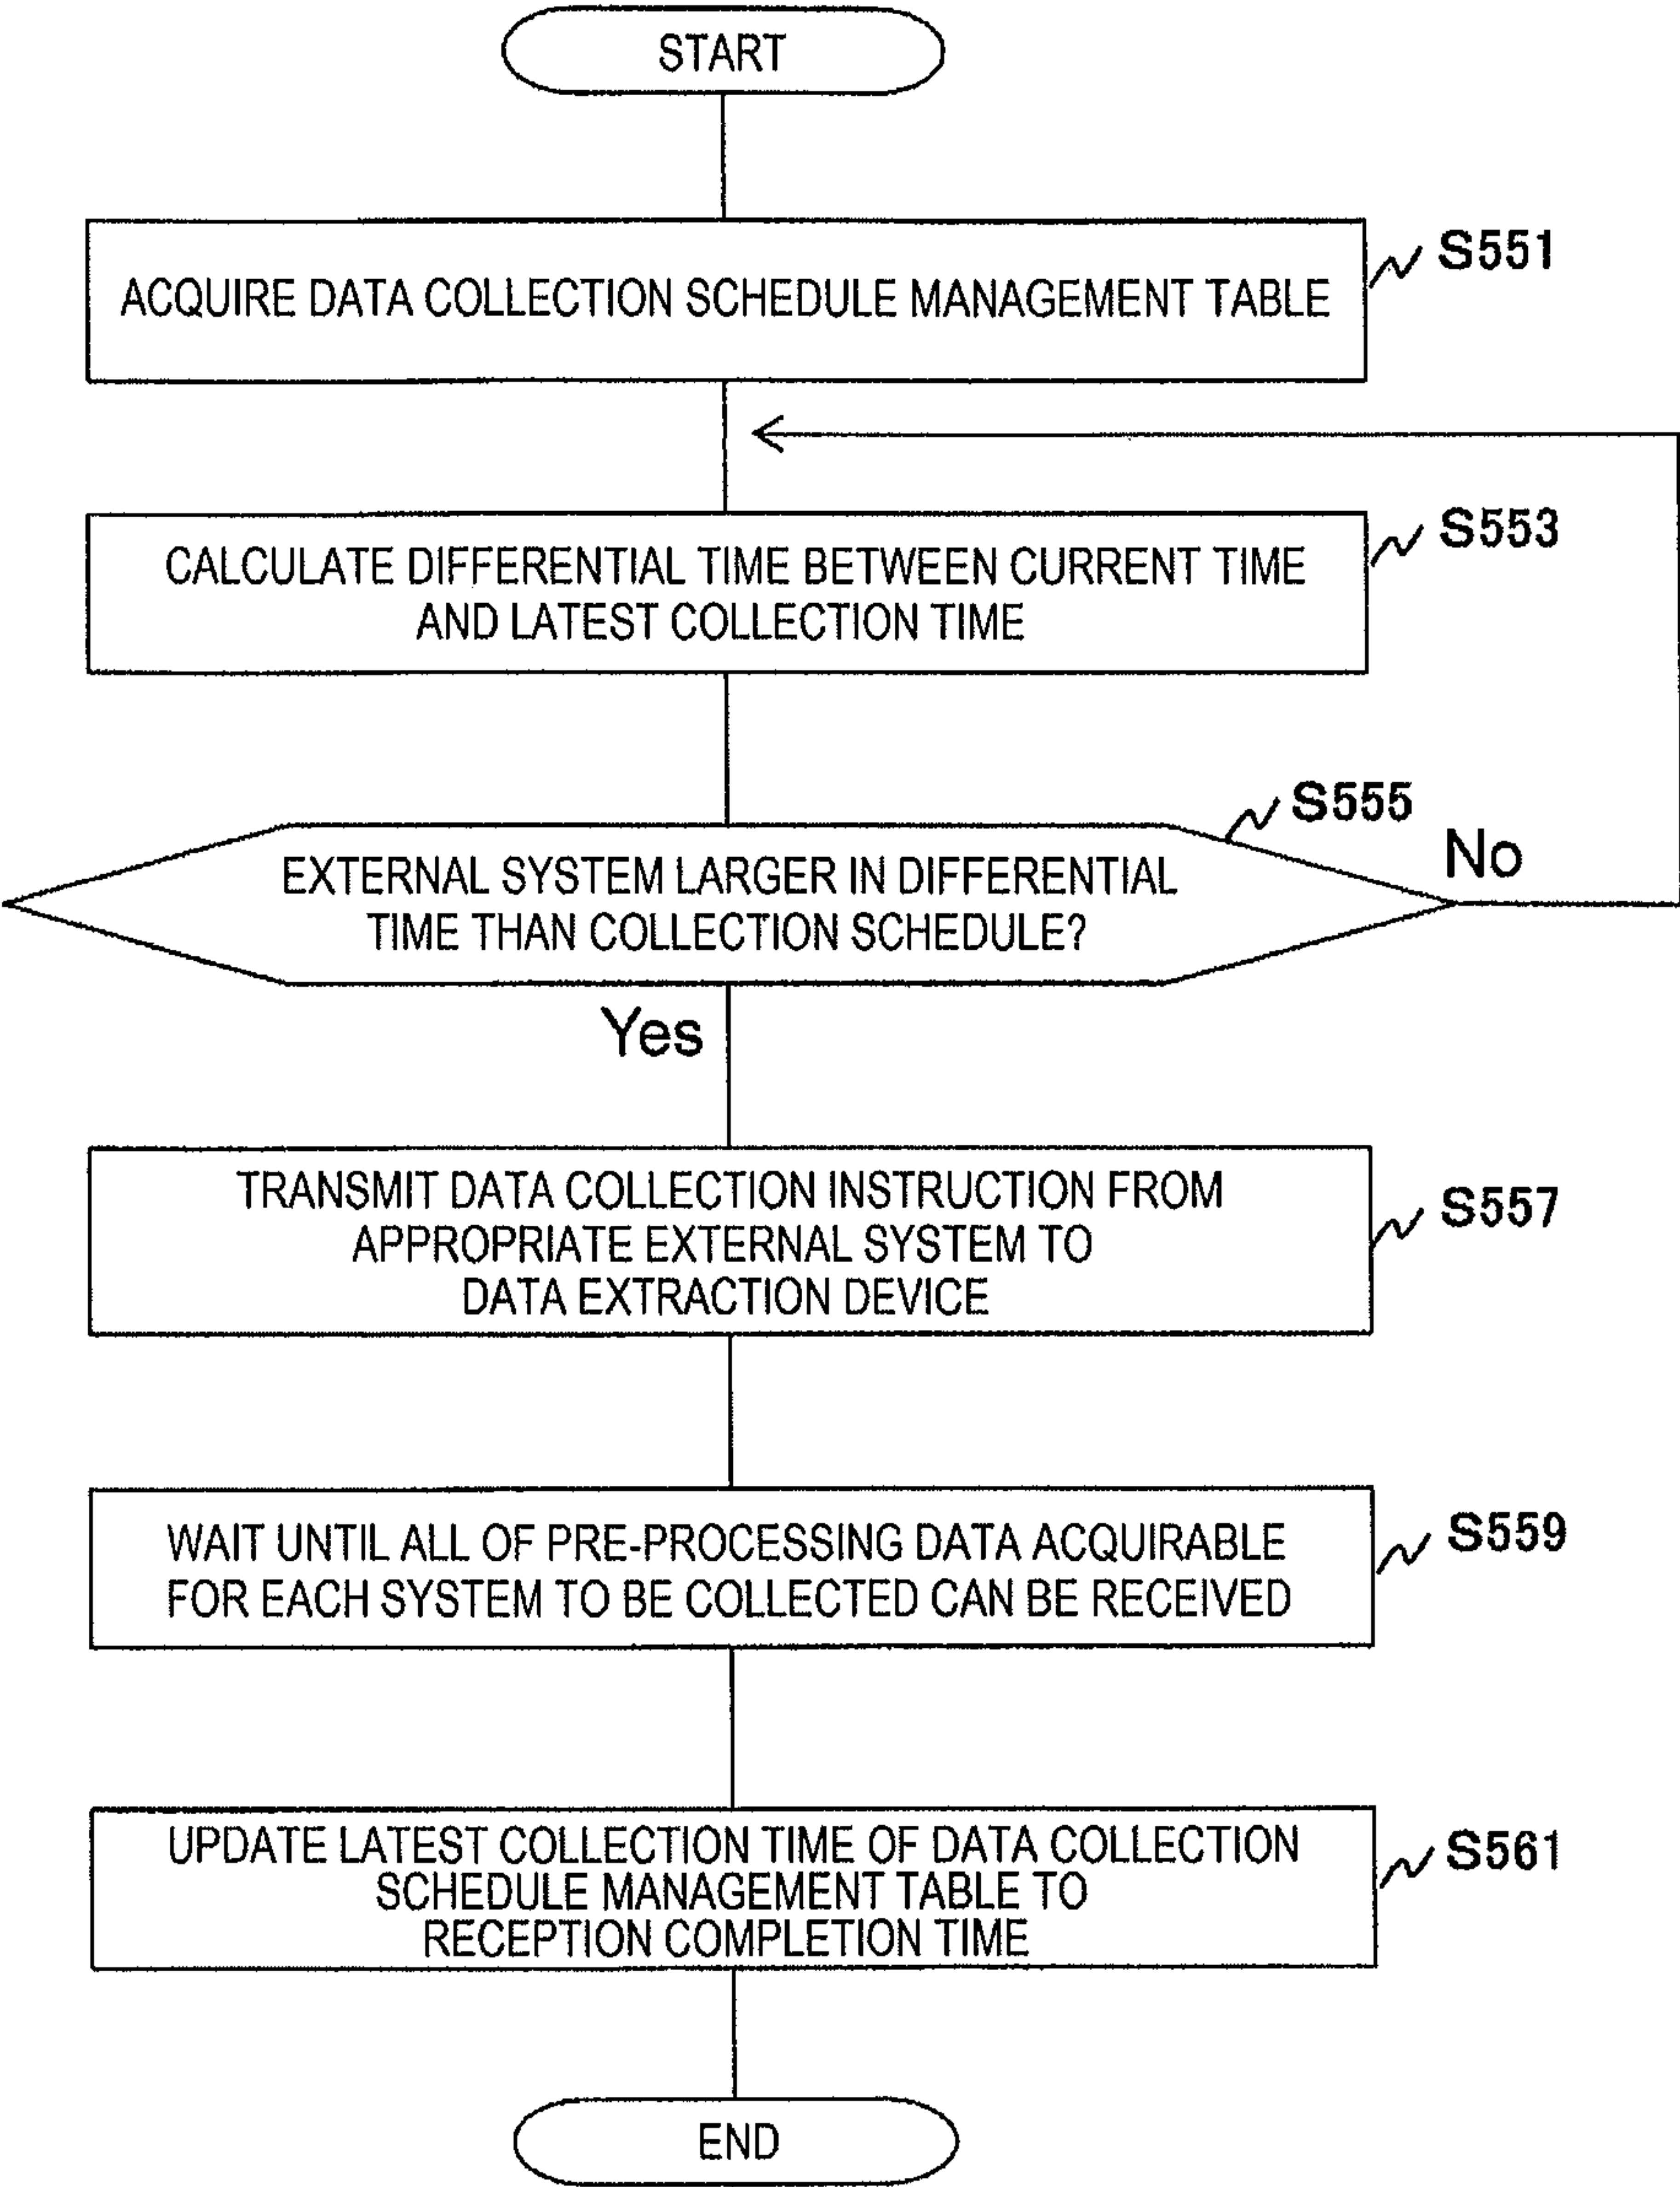 START
ACQUIRE DATA COLLECTION SCHEDULE MANAGEMENT TABLE
S551
CALCULATE DIFFERENTIAL TIME BETWEEN CURRENT TIME
AND LATEST COLLECTION TIME
S553
EXTERNAL SYSTEM LARGER IN DIFFERENTIAL
TIME THAN COLLECTION SCHEDULE?
S555
No
Yes
TRANSMIT DATA COLLECTION INSTRUCTION FROM
APPROPRIATE EXTERNAL SYSTEM TO
DATA EXTRACTION DEVICE
S557
WAIT UNTIL ALL OF PRE-PROCESSING DATA ACQUIRABLE
FOR EACH SYSTEM TO BE COLLECTED CAN BE RECEIVED
S559
UPDATE LATEST COLLECTION TIME OF DATA COLLECTION
SCHEDULE MANAGEMENT TABLE TO
RECEPTION COMPLETION TIME
S561
END